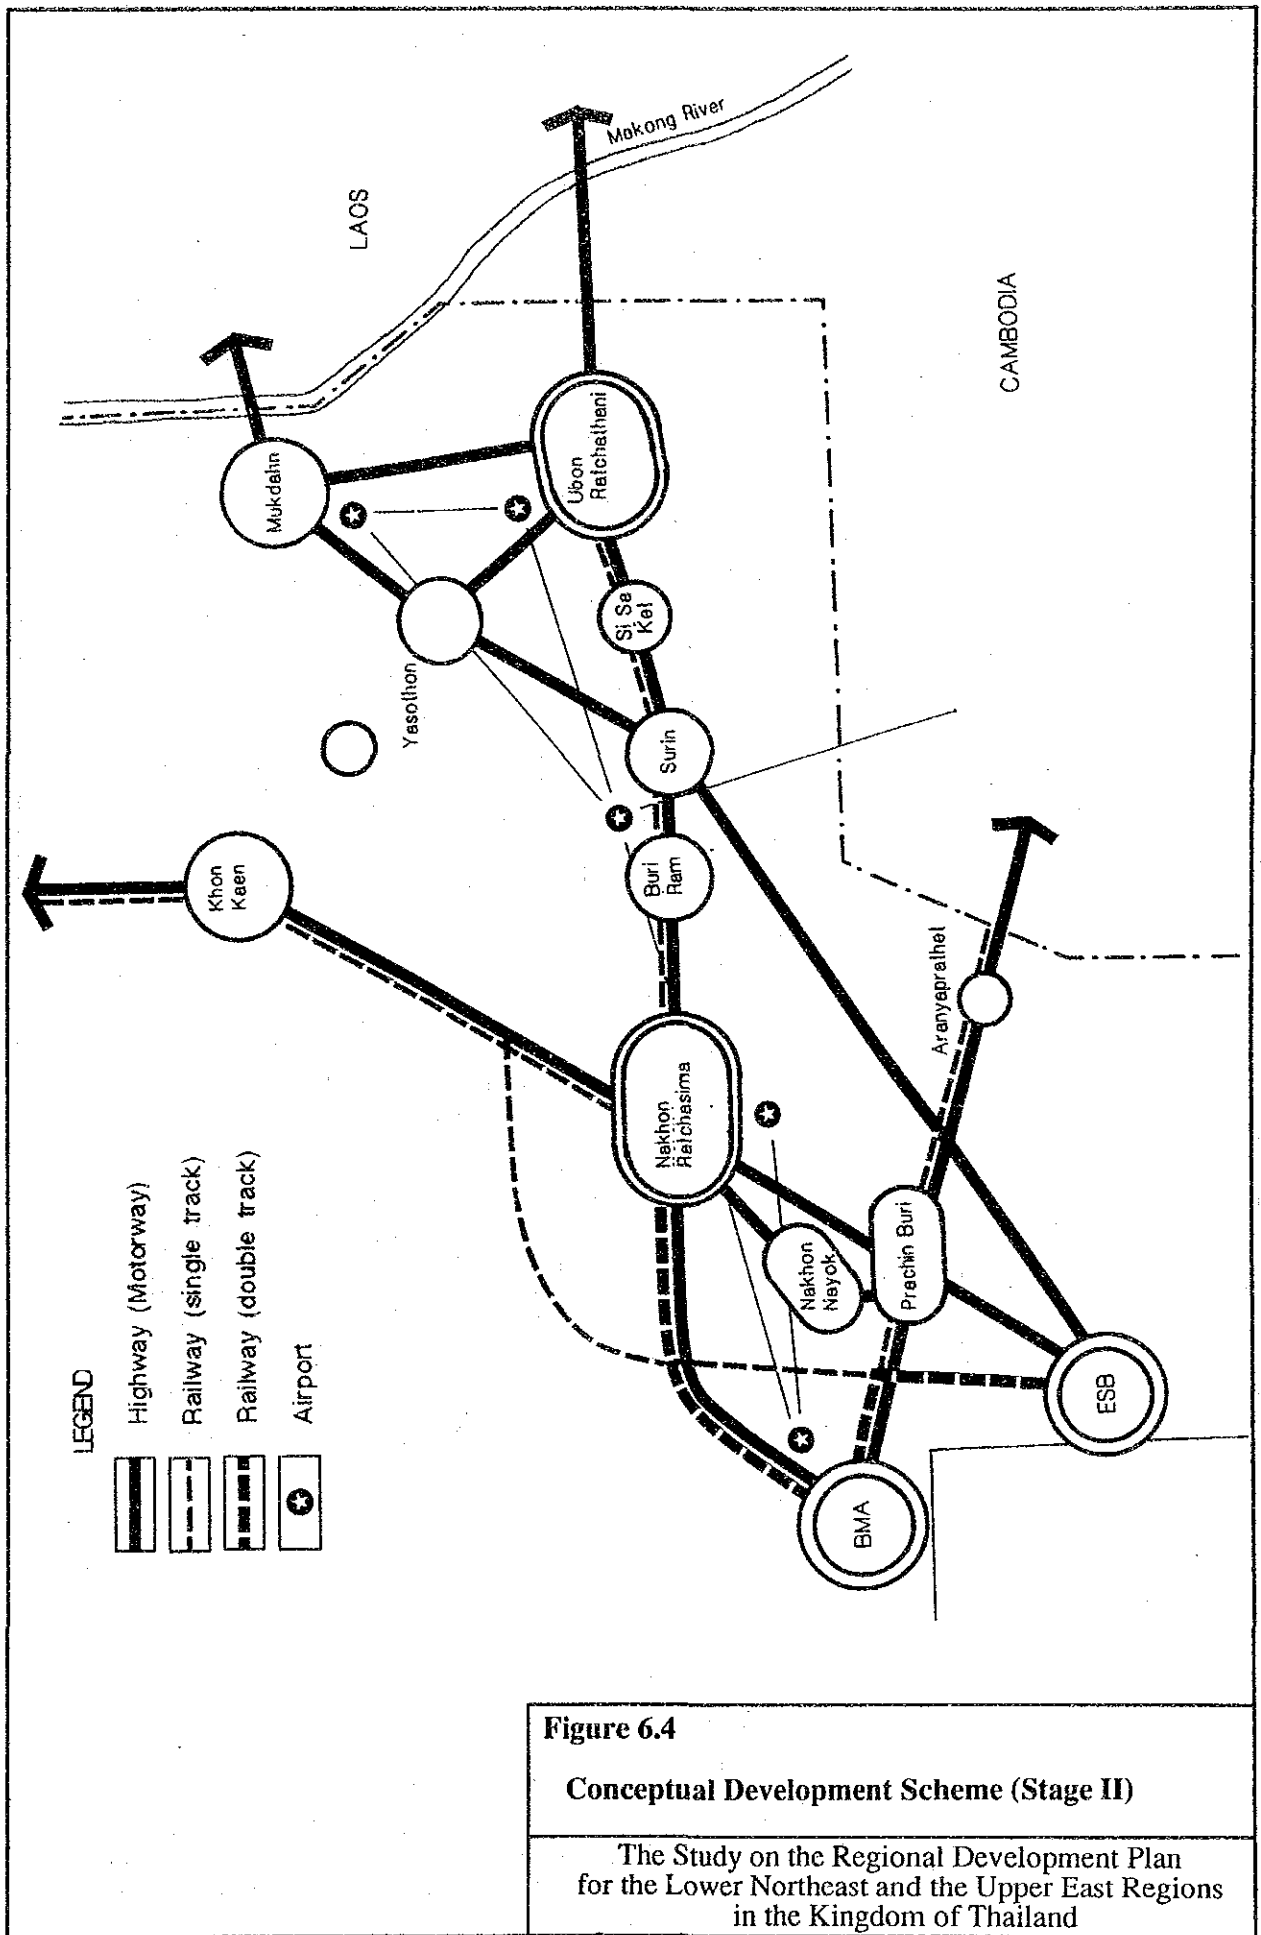 LEGEND
Highway (Motorway)
Railway (single track)
Railway (double track)
Airport
LAOS
Mekong River
CAMBODIA
Mukdahn
Ubon
Ratchathani
Yasothon
Si Sa
Ket
Khon
Kaen
Surin
Buri
Ram
Nakhon
Ratchasima
Aranyaprathet
Nakhon
Nayok
Prachin Buri
BMA
ESB
Figure 6.4
Conceptual Development Scheme (Stage II)
The Study on the Regional Development Plan
for the Lower Northeast and the Upper East Regions
in the Kingdom of Thailand